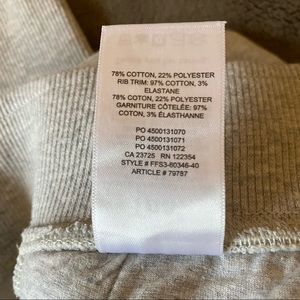 78% COTTON, 22% POLYESTER
RIB TRIM: 97% COTTON, 3%
ELASTANE
78% COTON, 22% POLYESTER
GARNITURE CÔTELÉE: 97%
COTON, 3% ÉLASTHANNE
PO 4500131070
PO 4500131071
PO 4500131072
CA 23725 RN 122354
STYLE # FFS3-80346-40
ARTICLE # 79787